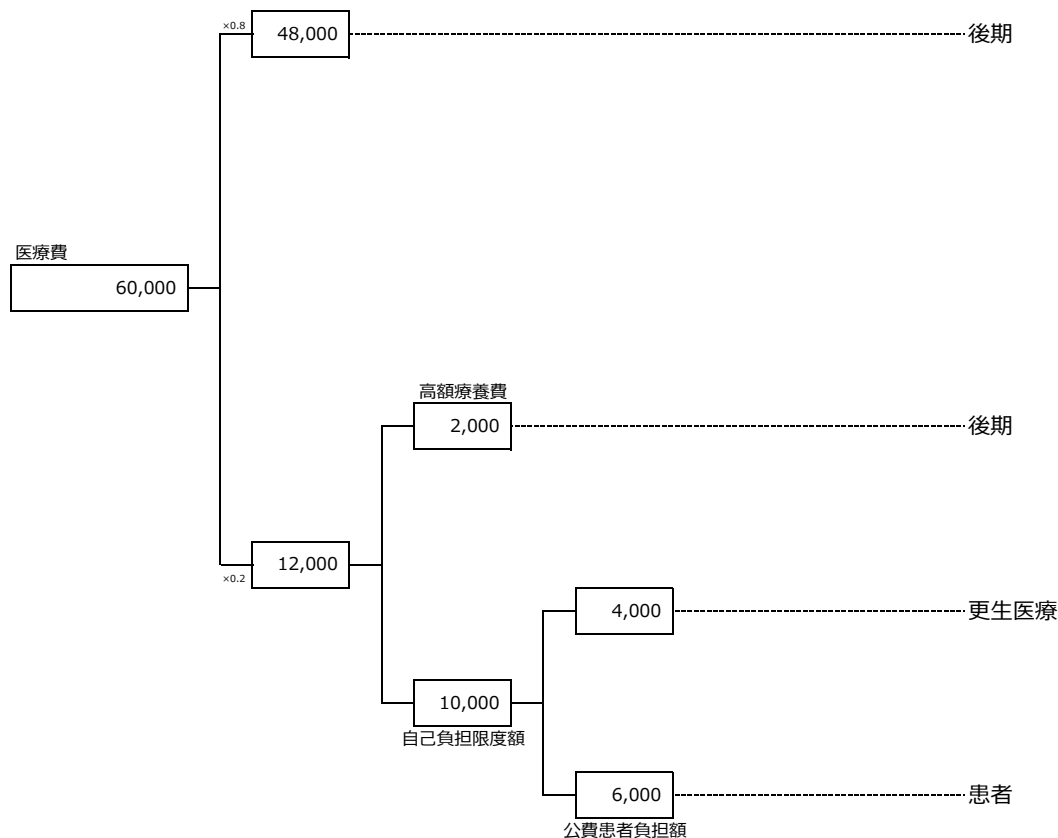 ×0.8
48,000
後期
医療費
60,000
高額療養費
2,000
後期
×0.2
12,000
4,000
更生医療
10,000
自己負担限度額
6,000
患者
公費患者負担額